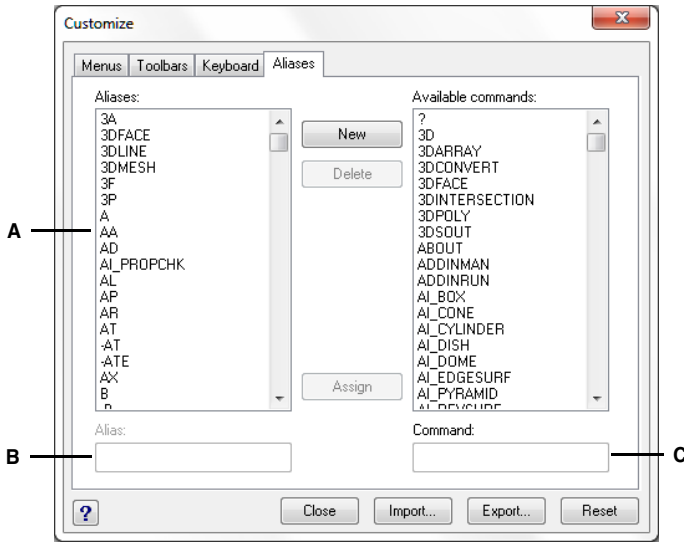 Customize
Menus
Toolbars
Keyboard
Aliases
Aliases:
3A
3DFACE
3DLINE
3DMESH
3F
3P
A
AA
AD
AI_PROPCHK
AL
AP
AR
AT
-AT
-ATE
AX
B
New
Delete
Assign
Available commands:
?
3D
3DARRAY
3DCONVERT
3DFACE
3DINTERSECTION
3DPOLY
3DSOUT
ABOUT
ADDINMAN
ADDINRUN
AI_BOX
AI_CONE
AI_CYLINDER
AI_DISH
AI_DOME
AI_EDGESURF
AI_PYRAMID
Alias:
Command:
A
B
C
?
Close
Import...
Export...
Reset